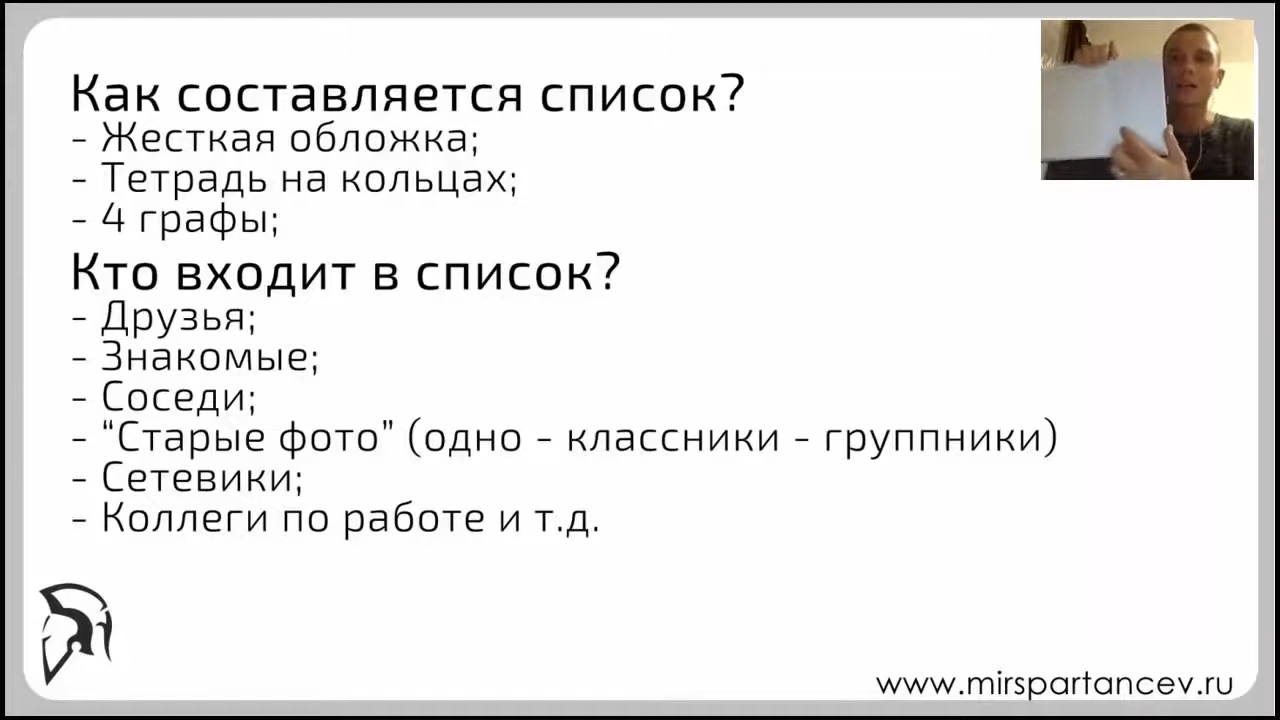 Как составляется список?
- Жесткая обложка;
- Тетрадь на кольцах;
- 4 графы;
Кто входит в список?
- Друзья;
- Знакомые;
- Соседи;
- “Старые фото” (одно - классники - группники)
- Сетевики;
- Коллеги по работе и т.д.
www.mirspartancev.ru